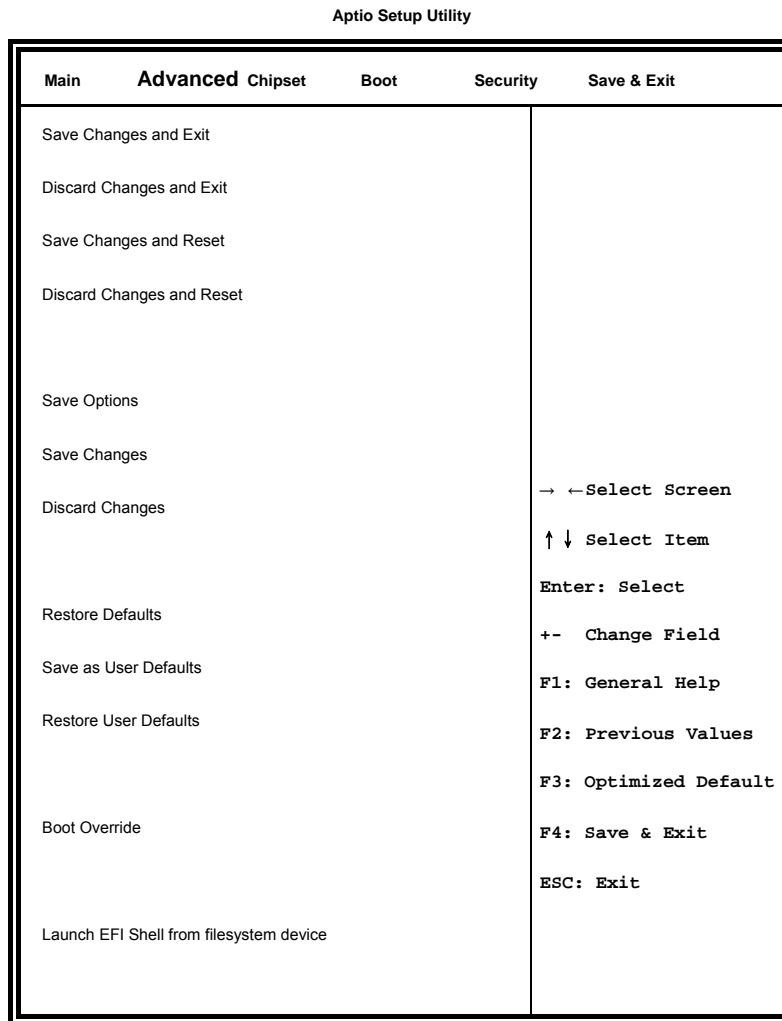 Aptio Setup Utility
Main Advanced Chipset Boot Security Save & Exit
Save Changes and Exit
Discard Changes and Exit
Save Changes and Reset
Discard Changes and Reset
Save Options
Save Changes
Discard Changes
Restore Defaults
Save as User Defaults
Restore User Defaults
Boot Override
Launch EFI Shell from filesystem device
→ ←Select Screen
↑↓ Select Item
Enter: Select
+- Change Field
F1: General Help
F2: Previous Values
F3: Optimized Default
F4: Save & Exit
ESC: Exit